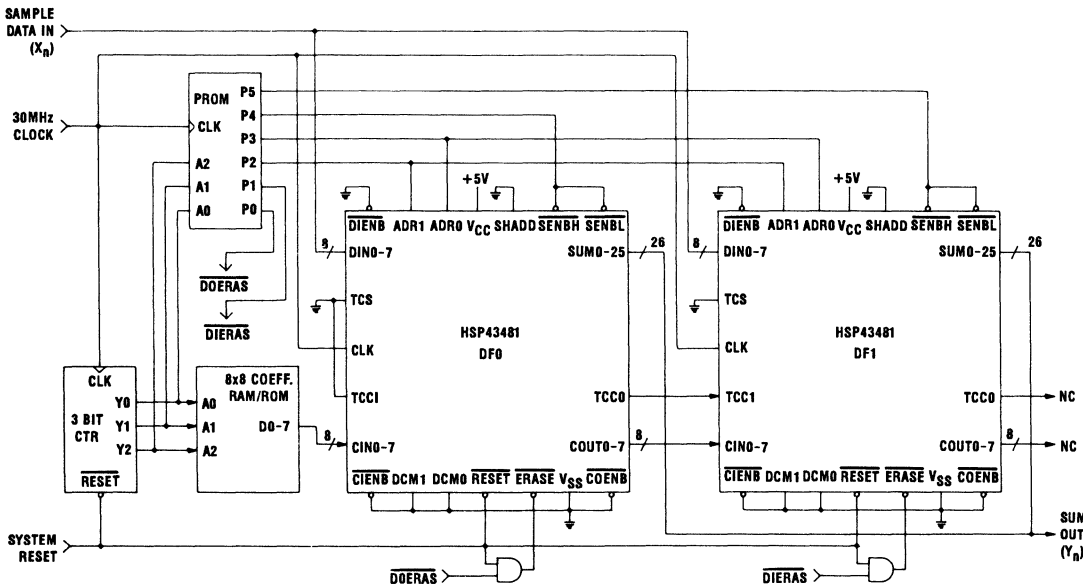 SAMPLE
DATA IN
(Xn)
30MHz
CLOCK
PROM
P5
P4
CLK
P3
A2
P2
A1
P1
A0
P0
DOERAS
DIERAS
+5V
DIENB ADR1 ADR0 VCC SHADD SENBH SENBL
8
DIN0-7
SUM0-25
26
TCS
HSP43481
DF0
CLK
TCCI
TCCO
8
CIN0-7
COUT0-7
8
CIENB DCM1 DCM0 RESET ERASE VSS COENB
+5V
DIENB ADR1 ADR0 VCC SHADD SENBH SENBL
8
DIN0-7
SUM0-25
26
TCS
HSP43481
DF1
CLK
TCC1
TCCO
NC
CIN0-7
COUT0-7
8
NC
CIENB DCM1 DCM0 RESET ERASE VSS COENB
CLK
Y0
3 BIT
Y1
CTR
Y2
RESET
8x8 COEFF.
RAM/ROM
A0
A1
D0-7
A2
SYSTEM
RESET
DOERAS
DIERAS
SUM
OUT
(Yn)